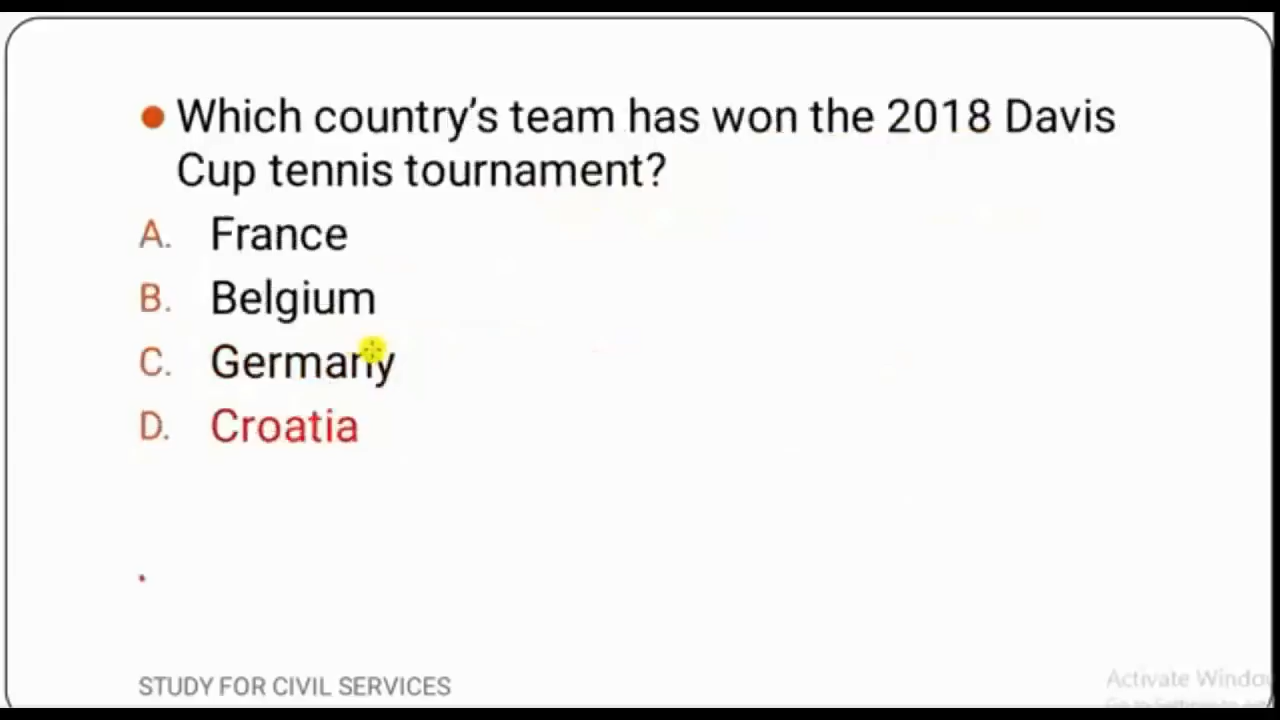 Which country's team has won the 2018 Davis
Cup tennis tournament?
A. France
B. Belgium
C. Germany
D. Croatia
STUDY FOR CIVIL SERVICES
Activate Window